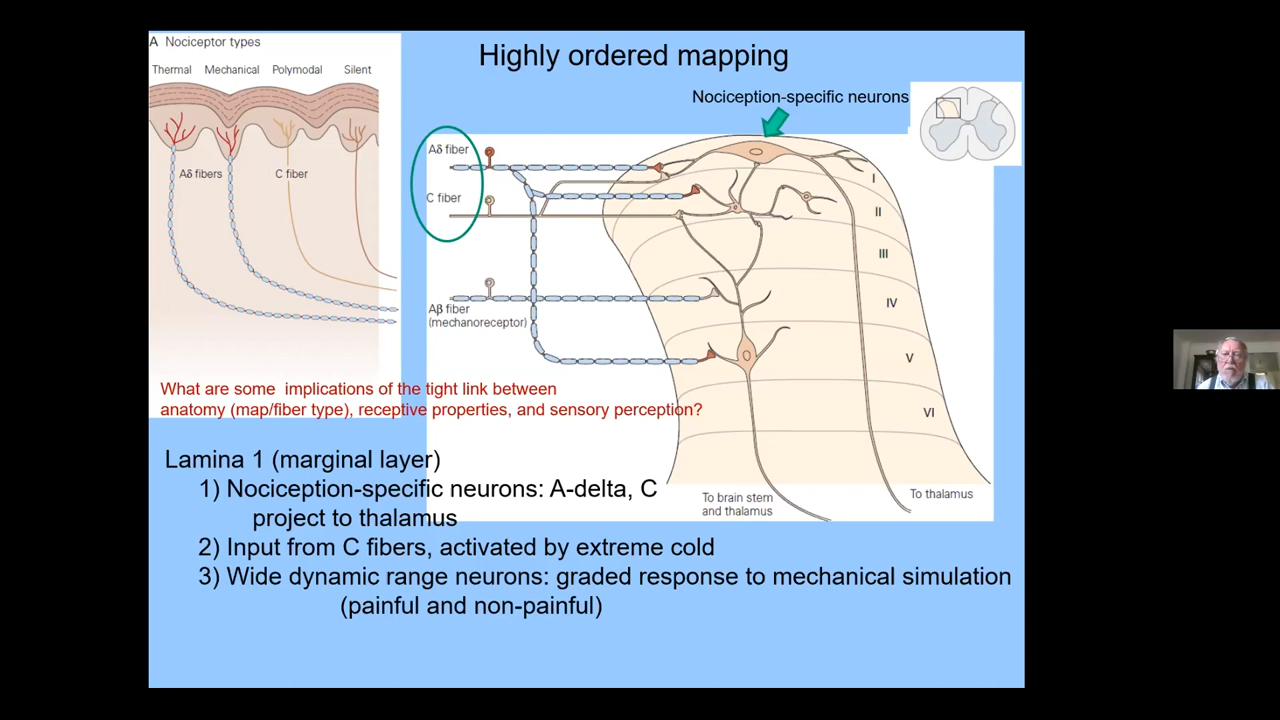 A Nociceptor types
Thermal Mechanical Polymodal Silent
Aδ fibers
C fiber
Highly ordered mapping
Nociception-specific neurons
Aδ fiber
C fiber
Aβ fiber
(mechanoreceptor)
I
II
III
IV
V
VI
To brain stem
and thalamus
To thalamus
What are some implications of the tight link between
anatomy (map/fiber type), receptive properties, and sensory perception?
Lamina 1 (marginal layer)
1) Nociception-specific neurons: A-delta, C
project to thalamus
2) Input from C fibers, activated by extreme cold
3) Wide dynamic range neurons: graded response to mechanical simulation
(painful and non-painful)